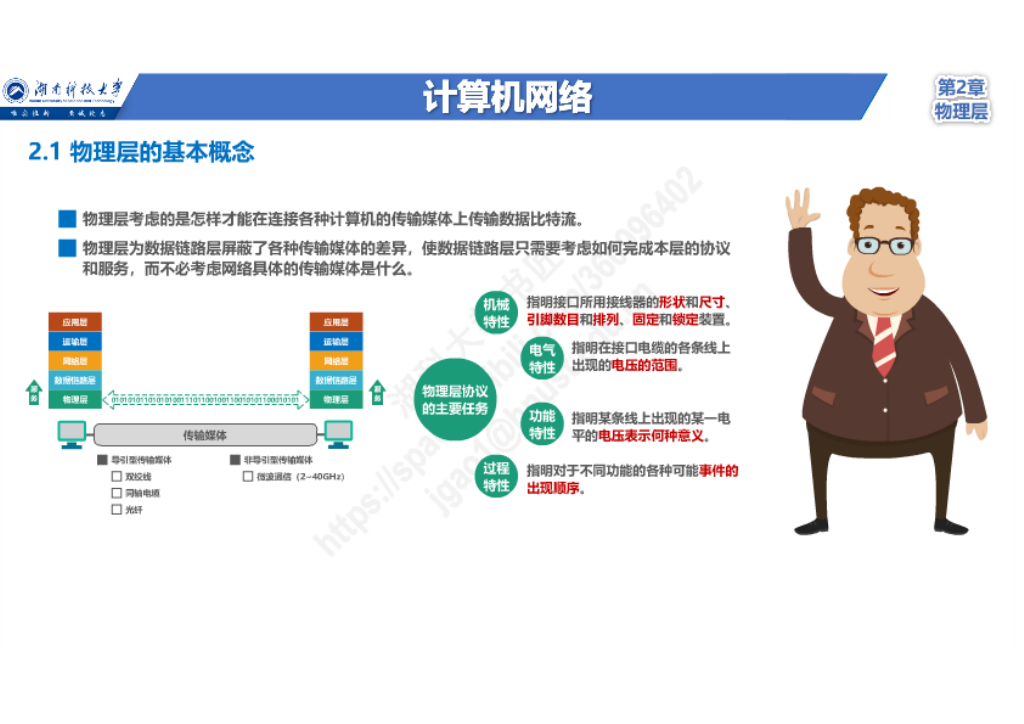 湖南科技大学
计算机网络
第2章
物理层
2.1 物理层的基本概念
物理层考虑的是怎样才能在连接各种计算机的传输媒体上传输数据比特流。
物理层为数据链路层屏蔽了各种传输媒体的差异，使数据链路层只需要考虑如何完成本层的协议
和服务，而不必考虑网络具体的传输媒体是什么。
应用层
运输层
网络层
数据链路层
物理层
服务
应用层
运输层
网络层
数据链路层
物理层
服务
传输媒体
导引型传输媒体
双绞线
同轴电缆
光纤
非导引型传输媒体
微波通信（2~40GHz）
物理层协议
的主要任务
机械
特性
指明接口所用接线器的形状和尺寸、
引脚数目和排列、固定和锁定装置。
电气
特性
指明在接口电缆的各条线上
出现的电压的范围。
功能
特性
指明某条线上出现的某一电
平的电压表示何种意义。
过程
特性
指明对于不同功能的各种可能事件的
出现顺序。